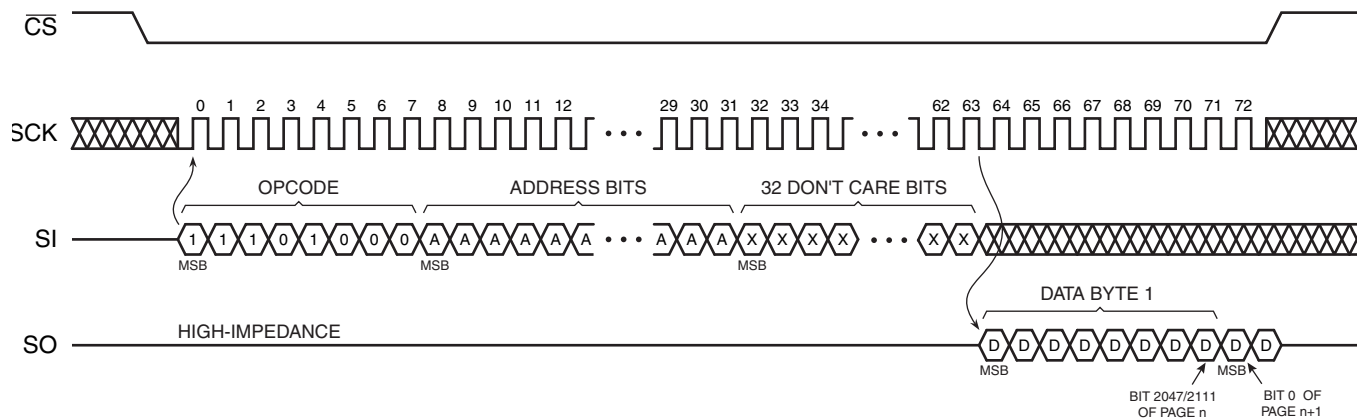 CS
0 1 2 3 4 5 6 7 8 9 10 11 12 29 30 31 32 33 34 62 63 64 65 66 67 68 69 70 71 72
SCK
OPCODE ADDRESS BITS 32 DON'T CARE BITS
SI 1 1 1 0 1 0 0 0 A A A A A A A A A X X X X X X
MSB MSB MSB
DATA BYTE 1
HIGH-IMPEDANCE
SO D D D D D D D D D D
MSB MSB
BIT 2047/2111
OF PAGE n
BIT 0 OF
PAGE n+1